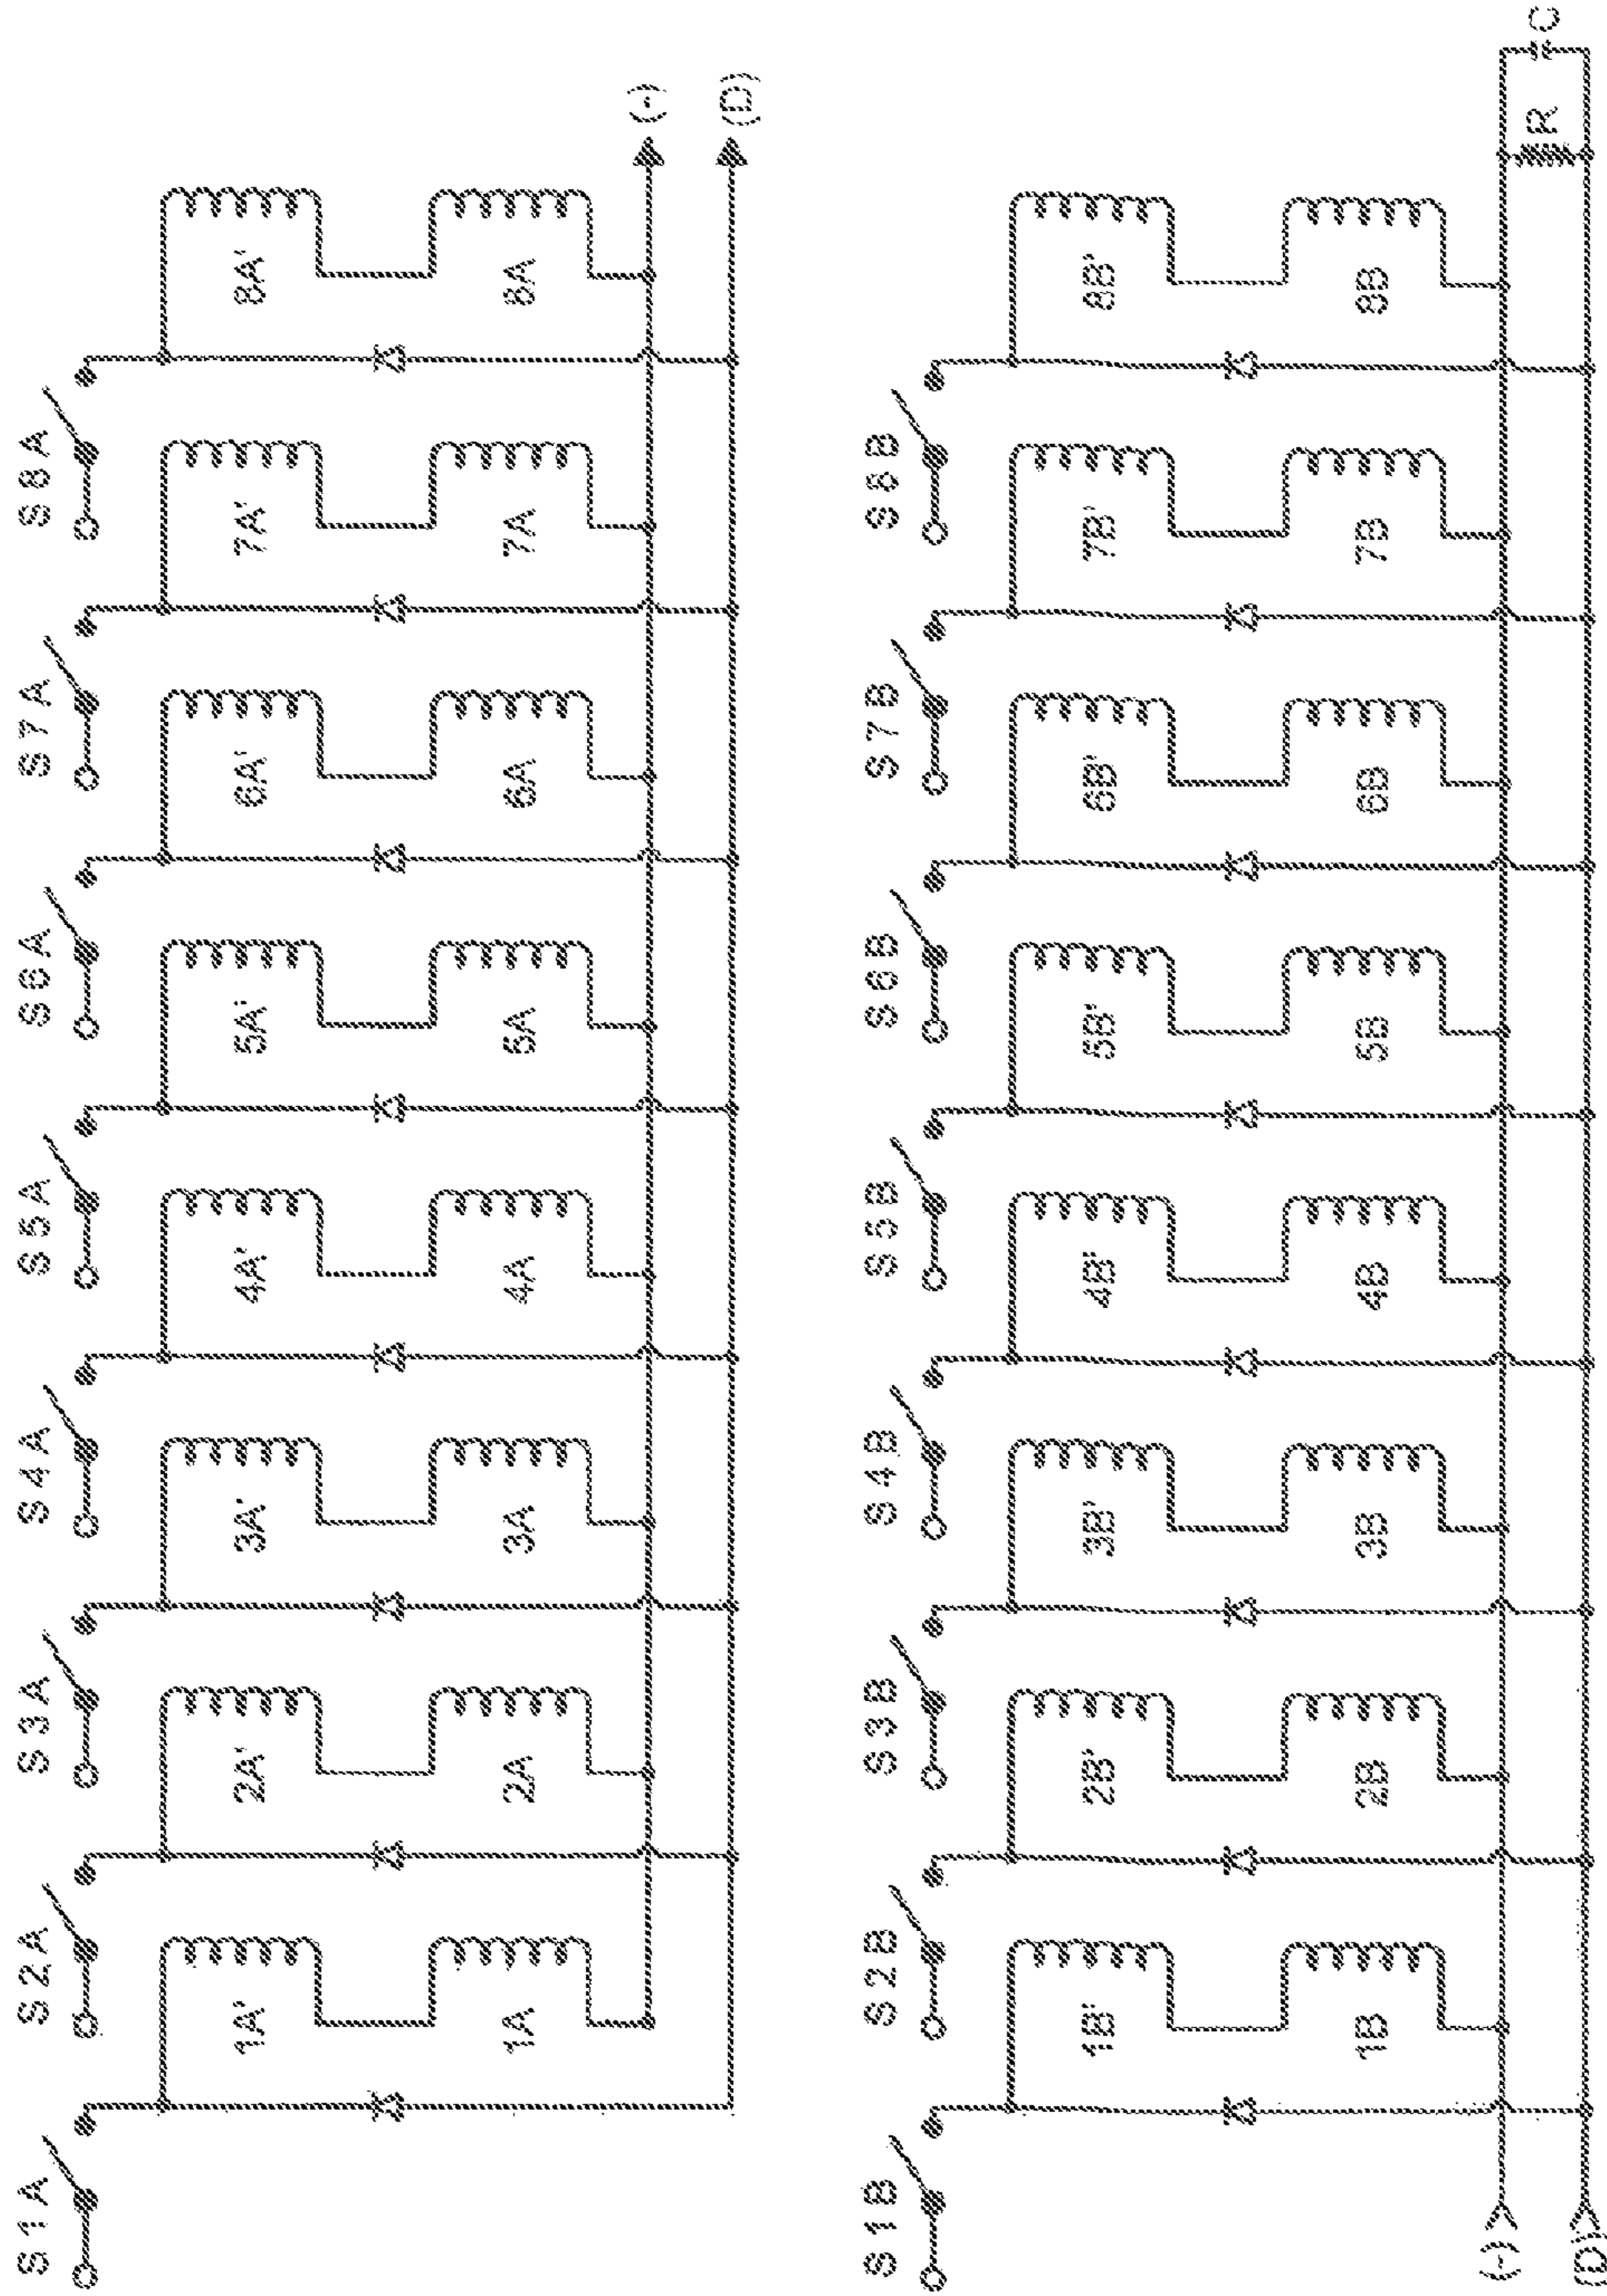 S1A S2A S3A S4A S5A S6A S7A S8A
1A' 2A' 3A' 4A' 5A' 6A' 7A' 8A'
1A 2A 3A 4A 5A 6A 7A 8A
(-)
(D)
S1B S2B S3B S4B S5B S6B S7B S8B
1B' 2B' 3B' 4B' 5B' 6B' 7B' 8B'
1B 2B 3B 4B 5B 6B 7B 8B
(-)
(D)
R
C